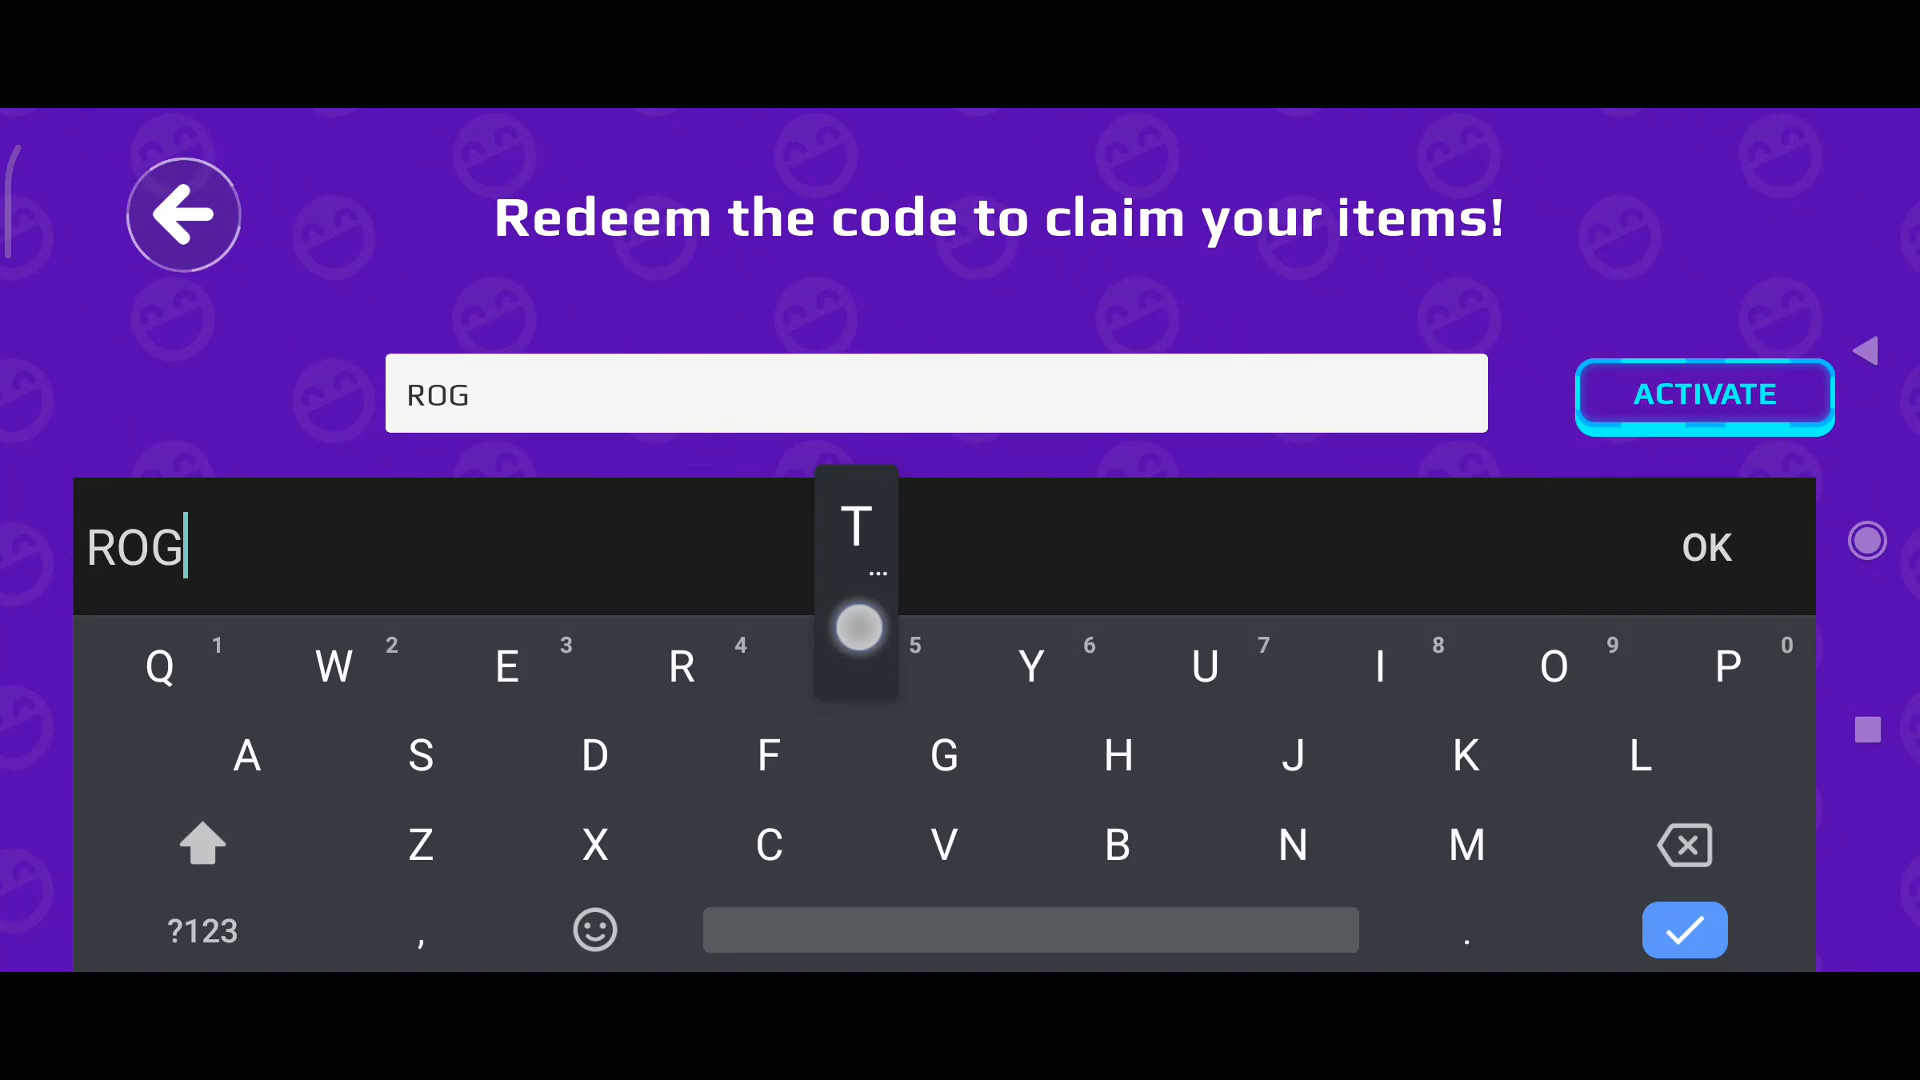 Redeem the code to claim your items!
ROG
ACTIVATE
ROG
OK
T
...
Q 1 W 2 E 3 R 4 5 Y 6 U 7 I 8 O 9 P 0
A S D F G H J K L
Z X C V B N M
?123 , .